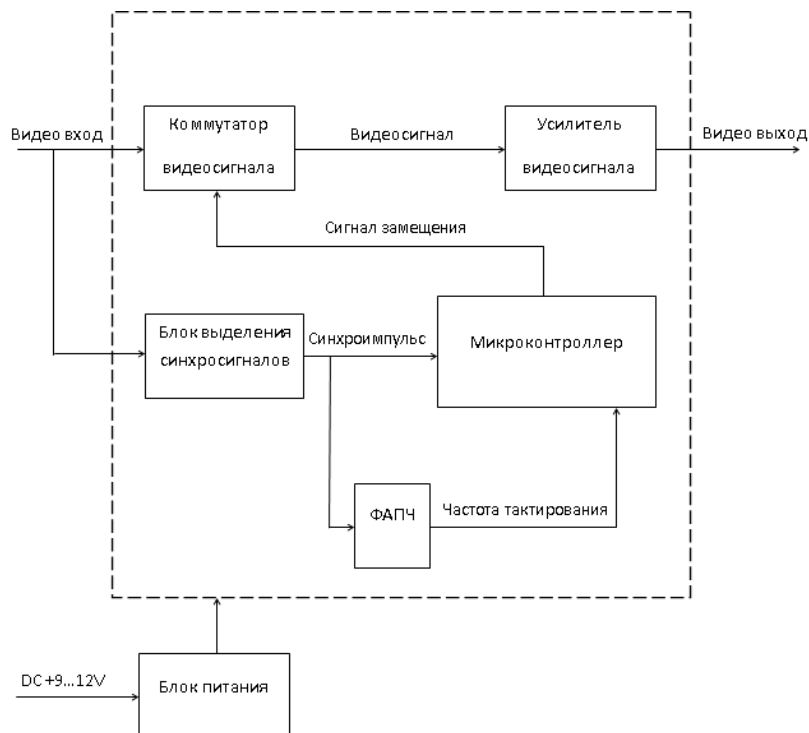 Коммутатор
видеосигнала
Усилитель
видеосигнала
Видео вход
Видеосигнал
Видео выход
Сигнал замещения
Блок выделения
синхросигналов
Синхроимпульс
Микроконтроллер
ФАПЧ
Частота тактирования
DC +9...12V
Блок питания